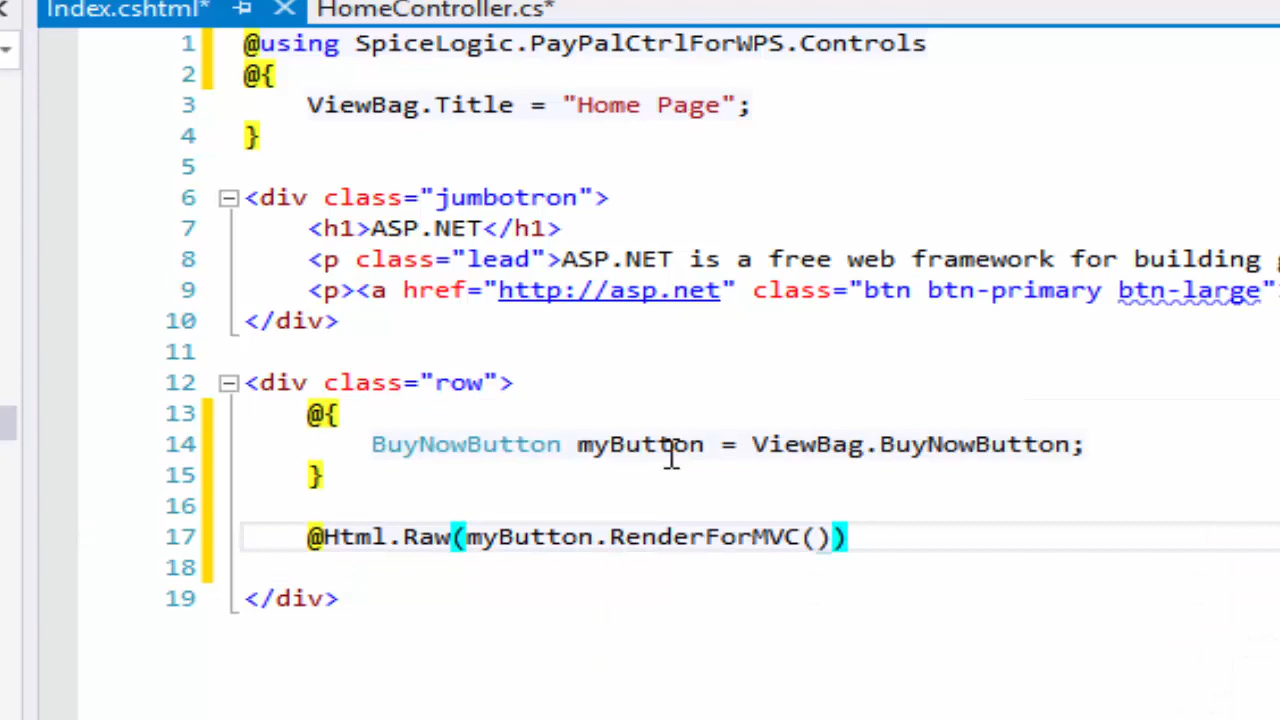 Index.cshtml* HomeController.cs*
1 @using SpiceLogic.PayPalCtrlForWPS.Controls
2 @{
3 ViewBag.Title = "Home Page";
4 }
5
6 <div class="jumbotron">
7 <h1>ASP.NET</h1>
8 <p class="lead">ASP.NET is a free web framework for building
9 <p><a href="http://asp.net" class="btn btn-primary btn-large"
10 </div>
11
12 <div class="row">
13 @{
14 BuyNowButton myButton = ViewBag.BuyNowButton;
15 }
16
17 @Html.Raw(myButton.RenderForMVC())
18
19 </div>